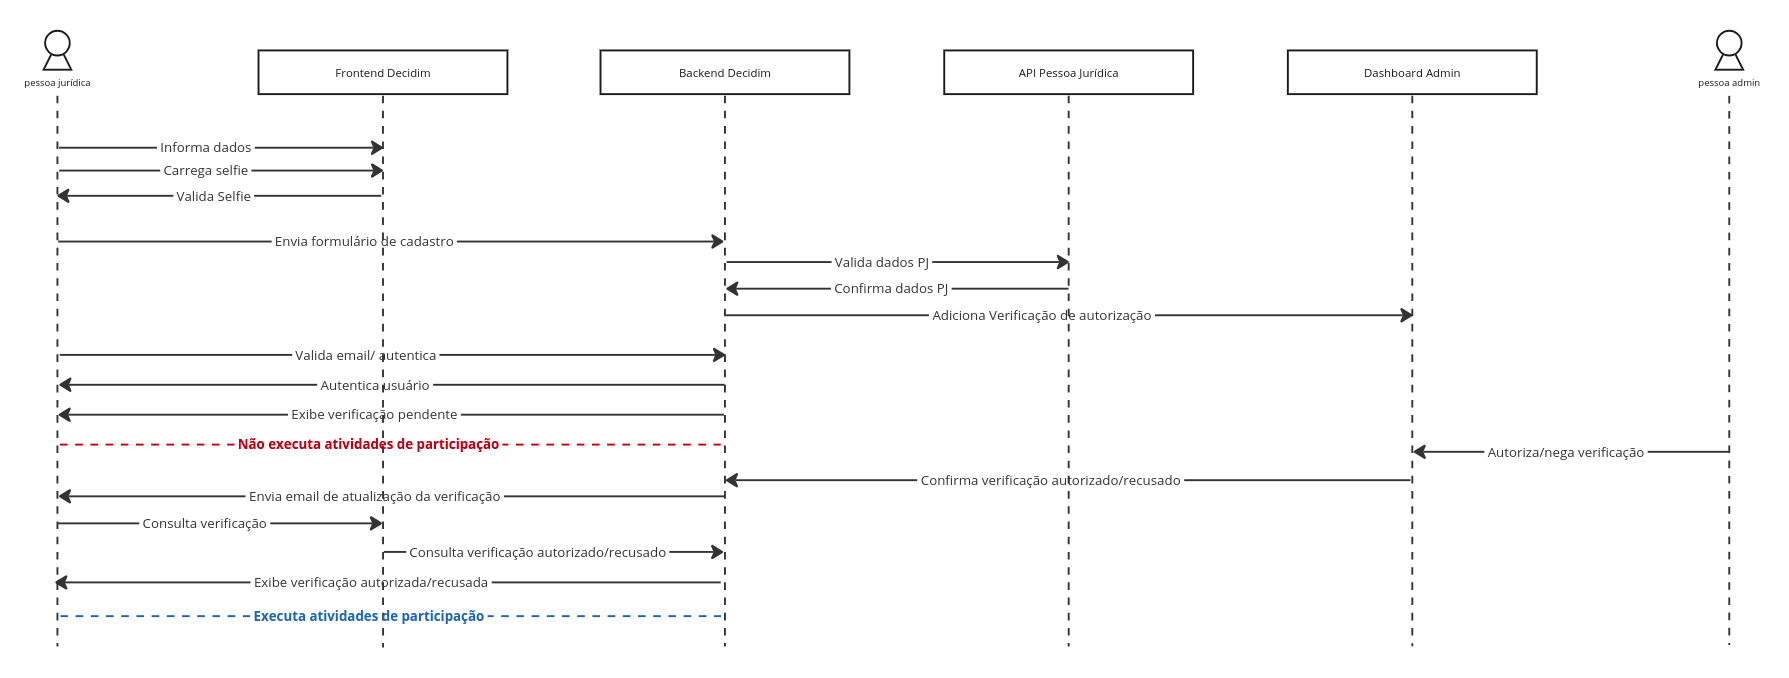 pessoa jurídica
Frontend Decidim
Backend Decidim
API Pessoa Jurídica
Dashboard Admin
pessoa admin
Informa dados
Carrega selfie
Valida Selfie
Envia formulário de cadastro
Valida dados PJ
Confirma dados PJ
Adiciona Verificação de autorização
Valida email/ autentica
Autentica usuário
Exibe verificação pendente
Não executa atividades de participação
Autoriza/nega verificação
Confirma verificação autorizado/recusado
Envia email de atualização da verificação
Consulta verificação
Consulta verificação autorizado/recusado
Exibe verificação autorizada/recusada
Executa atividades de participação